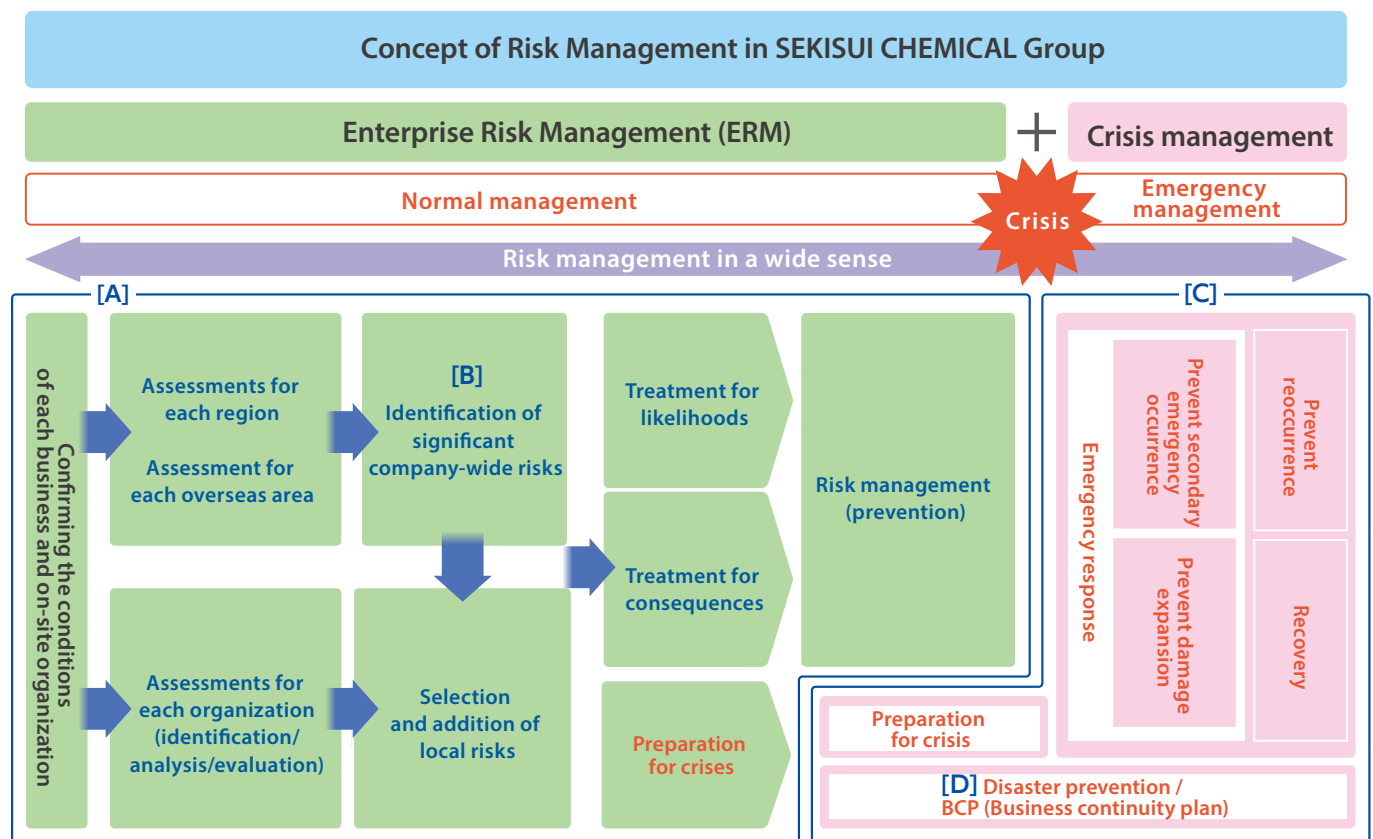 Concept of Risk Management in SEKISUI CHEMICAL Group
Enterprise Risk Management (ERM)
+
Crisis management
Normal management
Crisis
Emergency
management
Risk management in a wide sense
[A]
Confirming the conditions
of each business and on-site organization
Assessments for
each region
Assessment for
each overseas area
[B]
Identification of
significant
company-wide risks
Assessments for
each organization
(identification/
analysis/evaluation)
Selection
and addition of
local risks
Treatment for
likelihoods
Treatment for
consequences
Preparation
for crises
Risk management
(prevention)
[C]
Emergency response
Prevent secondary
emergency
occurrence
Prevent damage
expansion
Prevent
reoccurrence
Recovery
Preparation
for crisis
[D] Disaster prevention /
BCP (Business continuity plan)